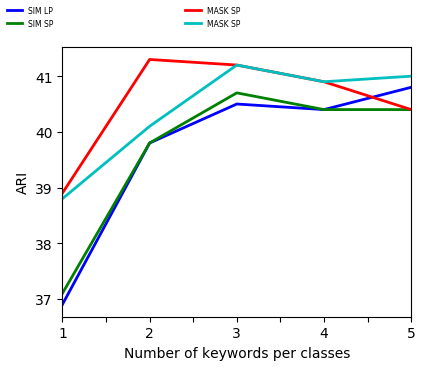 SIM LP
SIM SP
MASK SP
MASK SP
ARI
41
40
39
38
37
1 2 3 4 5
Number of keywords per classes